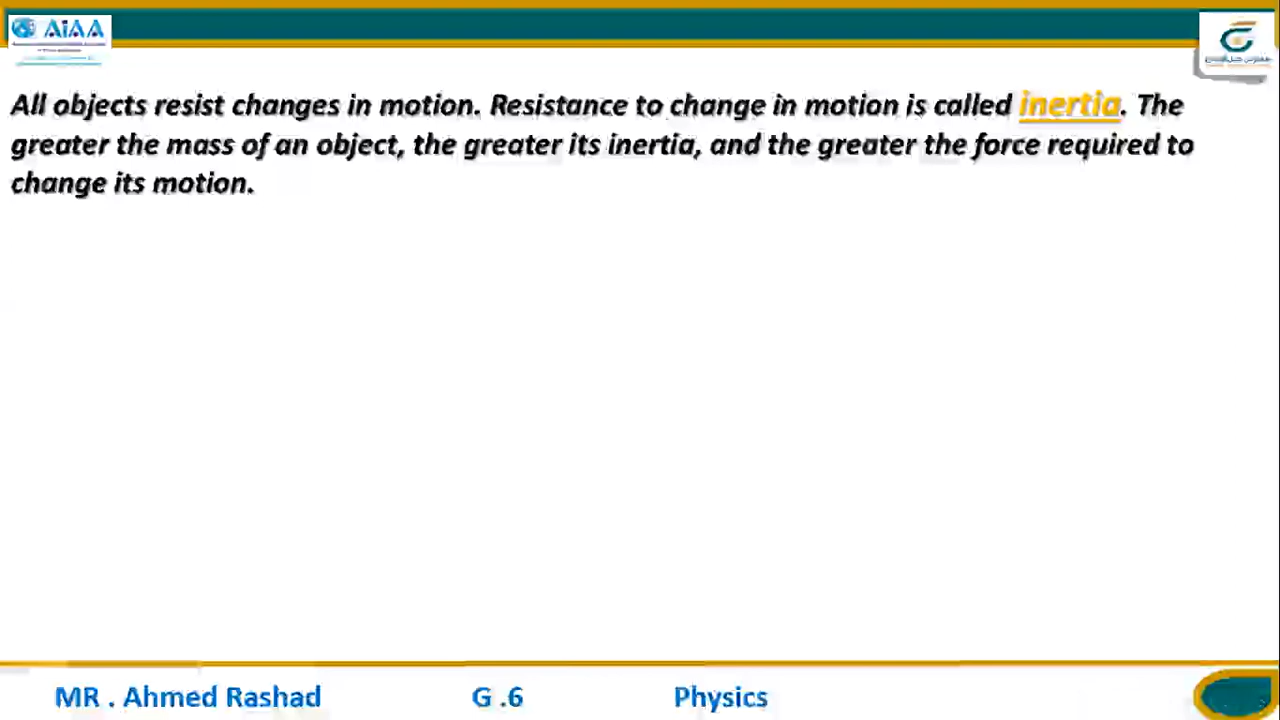 AiAA
All objects resist changes in motion. Resistance to change in motion is called inertia. The
greater the mass of an object, the greater its inertia, and the greater the force required to
change its motion.
MR . Ahmed Rashad G .6 Physics